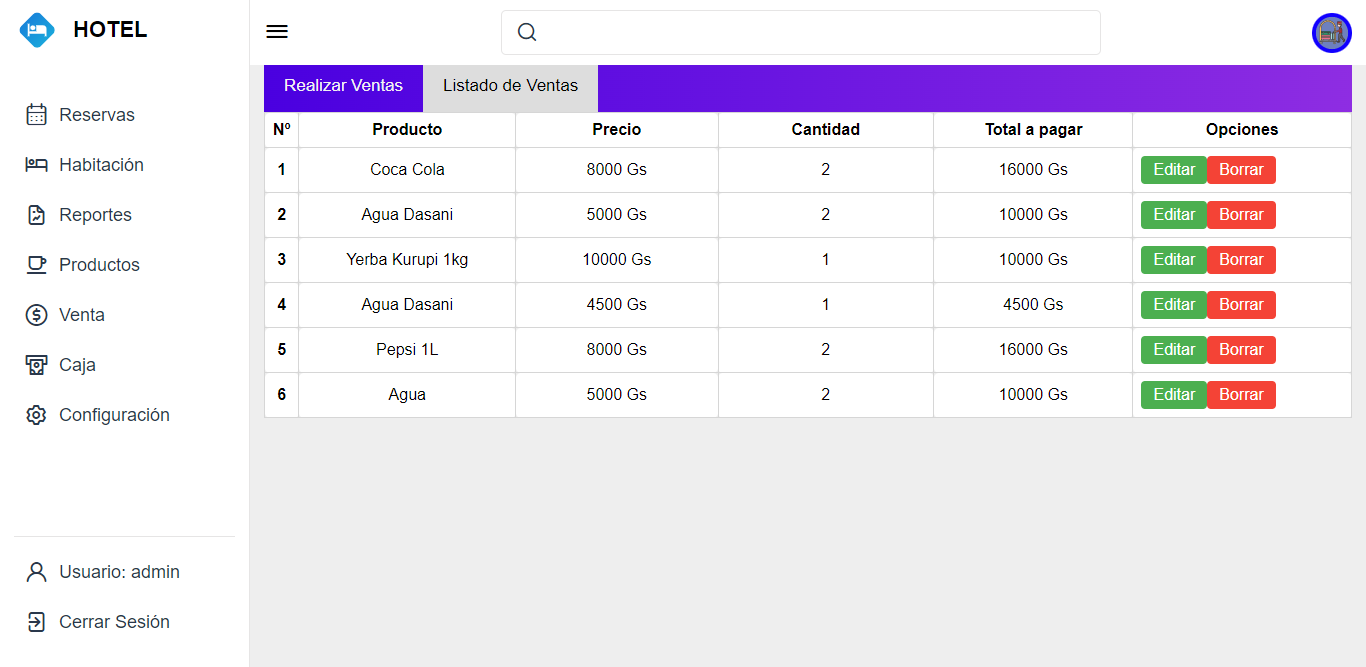 HOTEL
Reservas
Habitación
Reportes
Productos
Venta
Caja
Configuración
Usuario: admin
Cerrar Sesión
Realizar Ventas Listado de Ventas
Nº Producto Precio Cantidad Total a pagar Opciones
1 Coca Cola 8000 Gs 2 16000 Gs Editar Borrar
2 Agua Dasani 5000 Gs 2 10000 Gs Editar Borrar
3 Yerba Kurupi 1kg 10000 Gs 1 10000 Gs Editar Borrar
4 Agua Dasani 4500 Gs 1 4500 Gs Editar Borrar
5 Pepsi 1L 8000 Gs 2 16000 Gs Editar Borrar
6 Agua 5000 Gs 2 10000 Gs Editar Borrar